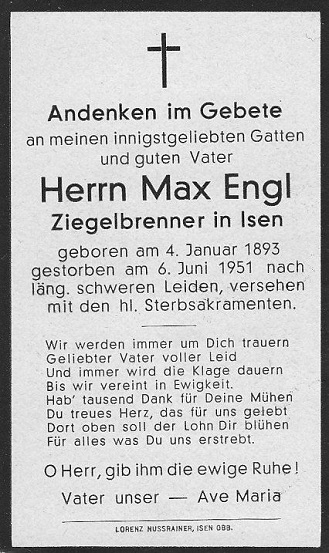 Andenken im Gebete
an meinen innigstgeliebten Gatten
und guten Vater
Herrn Max Engl
Ziegelbrenner in Isen
geboren am 4. Januar 1893
gestorben am 6. Juni 1951 nach
läng. schweren Leiden, versehen
mit den hl. Sterbsakramenten.
Wir werden immer um Dich trauern
Geliebter Vater voller Leid
Und immer wird die Klage dauern
Bis wir vereint in Ewigkeit.
Hab' tausend Dank für Deine Mühen
Du treues Herz, das für uns gelebt
Dort oben soll der Lohn Dir blühen
Für alles was Du uns erstrebt.
O Herr, gib ihm die ewige Ruhe!
Vater unser — Ave Maria
LORENZ NUSSRAINER, ISEN OBB.